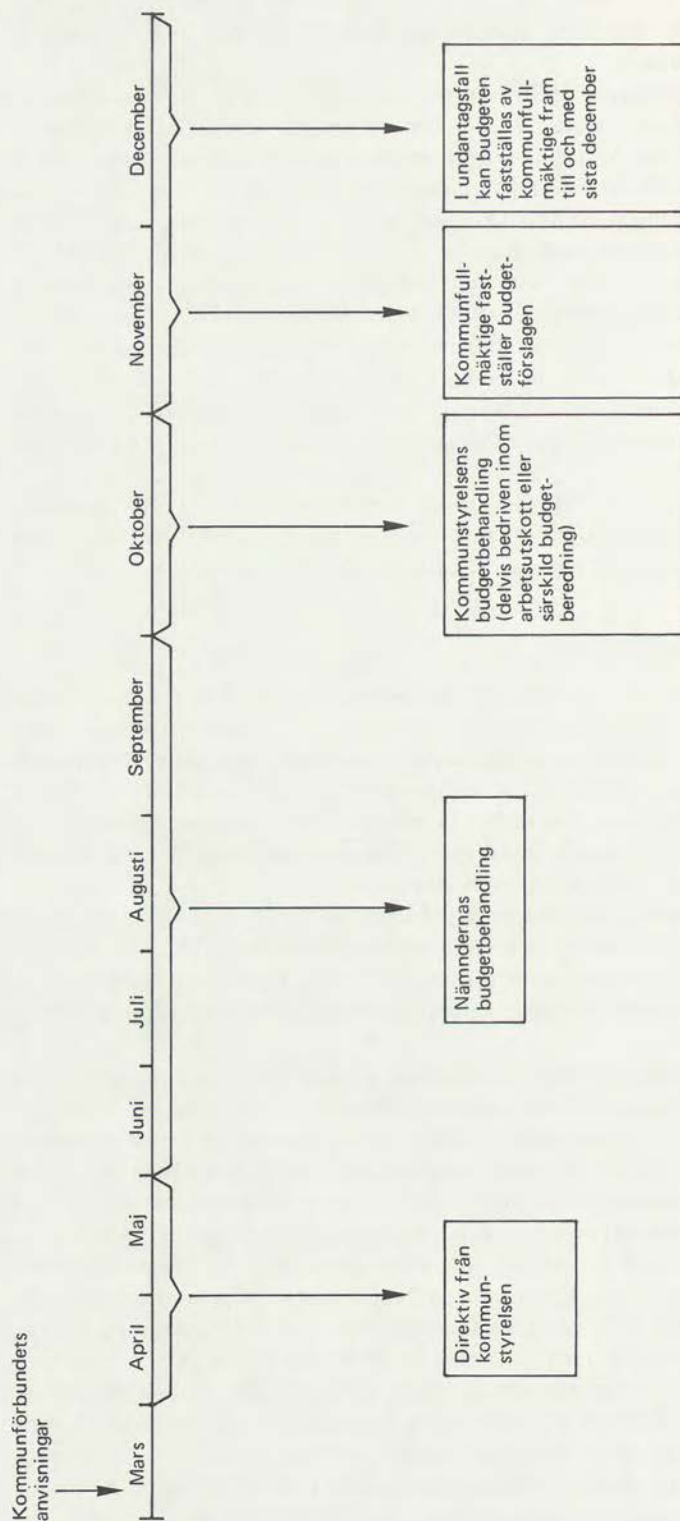 Kommunförbundets
anvisningar
Mars
April
Maj
Juni
Juli
Augusti
September
Oktober
November
December
Direktiv från
kommun-
styrelsen
Nämndernas
budgetbehandling
Kommunstyrelsens
budgetbehandling
(delvis bedriven inom
arbetsutskott eller
särskild budget-
beredning)
Kommunfull-
mäktige fast-
ställer budget-
förslagen
I undantagsfall
kan budgeten
fastställas av
kommunfull-
mäktige fram
till och med
sista december